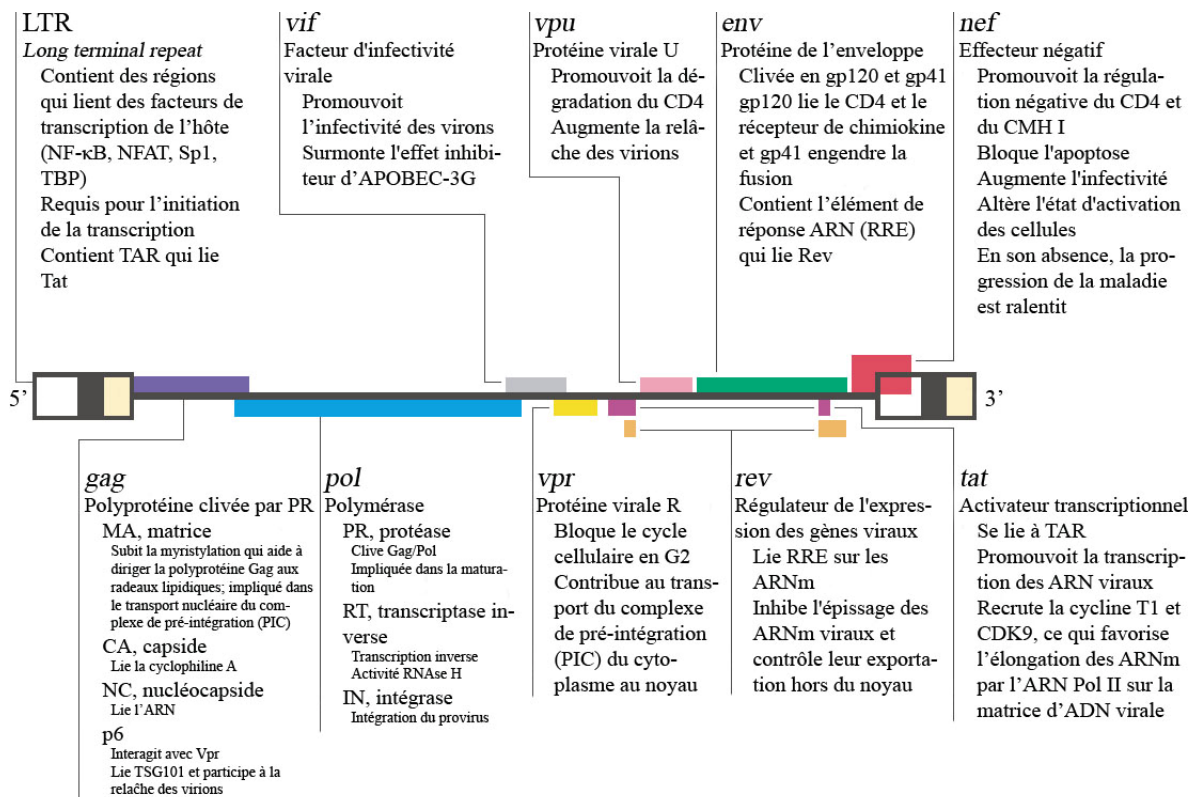 LTR
Long terminal repeat
Contient des régions
qui lient des facteurs de
transcription de l’hôte
(NF-κB, NFAT, Sp1,
TBP)
Requis pour l’initiation
de la transcription
Contient TAR qui lie
Tat
vif
Facteur d'infectivité
virale
Promouvoit
l’infectivité des virons
Surmonte l'effet inhibi-
teur d’APOBEC-3G
vpu
Protéine virale U
Promouvoit la dé-
gradation du CD4
Augmente la relâ-
che des virions
env
Protéine de l’enveloppe
Clivée en gp120 et gp41
gp120 lie le CD4 et le
récepteur de chimiokine
et gp41 engendre la
fusion
Contient l’élément de
réponse ARN (RRE)
qui lie Rev
nef
Effecteur négatif
Promouvoit la régula-
tion négative du CD4 et
du CMH I
Bloque l'apoptose
Augmente l'infectivité
Altère l'état d'activation
des cellules
En son absence, la pro-
gression de la maladie
est ralentit
5’
3’
gag
Polyprotéine clivée par PR
MA, matrice
Subit la myristylation qui aide à
diriger la polyprotéine Gag aux
radeaux lipidiques; impliqué dans
le transport nucléaire du com-
plexe de pré-intégration (PIC)
CA, capside
Lie la cyclophiline A
NC, nucléocapside
Lie l’ARN
p6
Interagit avec Vpr
Lie TSG101 et participe à la
relaĉhe des virions
pol
Polymérase
PR, protéase
Clive Gag/Pol
Impliquée dans la matura-
tion
RT, transcriptase in-
verse
Transcription inverse
Activité RNAse H
IN, intégrase
Intégration du provirus
vpr
Protéine virale R
Bloque le cycle
cellulaire en G2
Contribue au trans-
port du complexe
de pré-intégration
(PIC) du cyto-
plasme au noyau
rev
Régulateur de l'expres-
sion des gènes viraux
Lie RRE sur les
ARNm
Inhibe l'épissage des
ARNm viraux et
contrôle leur exporta-
tion hors du noyau
tat
Activateur transcriptionnel
Se lie à TAR
Promouvoit la transcrip-
tion des ARN viraux
Recrute la cycline T1 et
CDK9, ce qui favorise
l’élongation des ARNm
par l’ARN Pol II sur la
matrice d’ADN virale